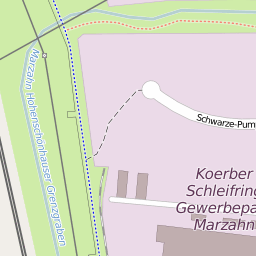 Marzahn Hohenschönhauser Grenzgraben
Schwarze-Pum
Koerber
Schleifring
Gewerbepa
Marzahn